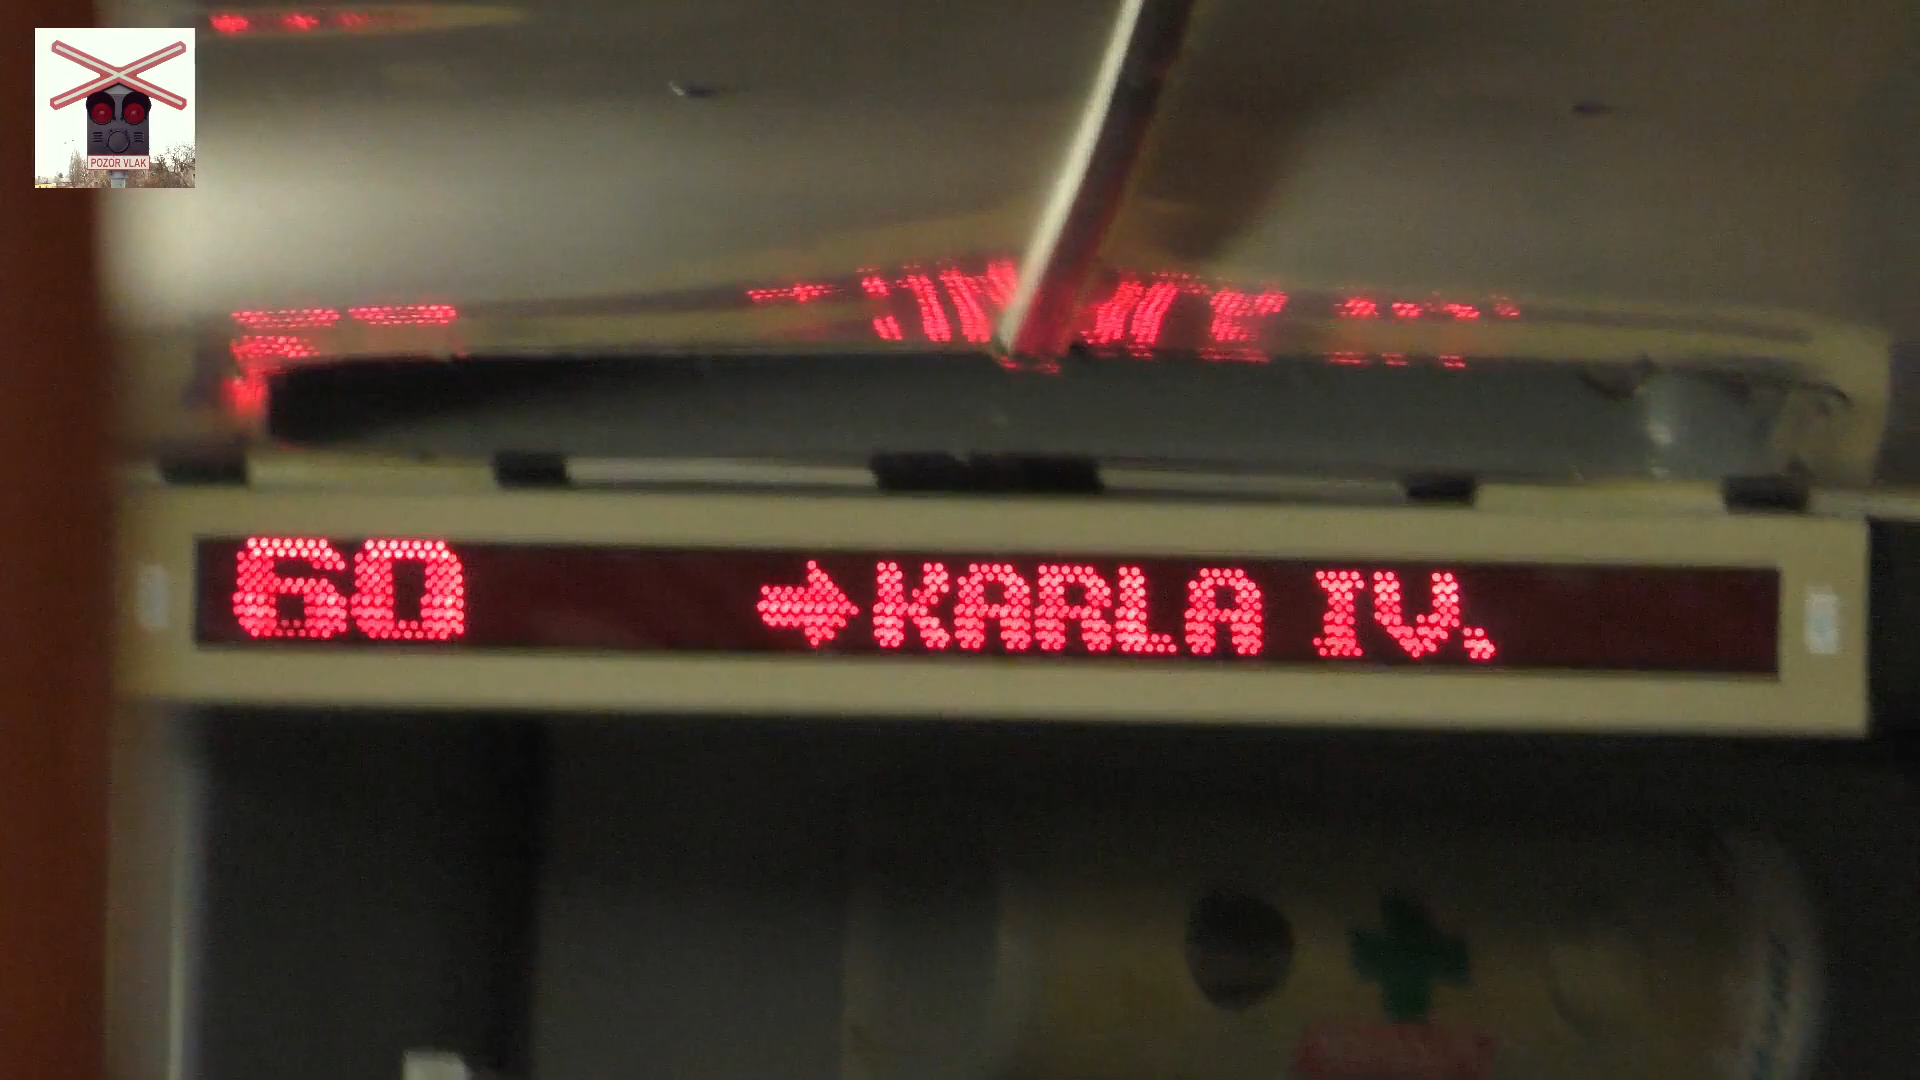 POZOR VLAK
60 → KARLA IV.